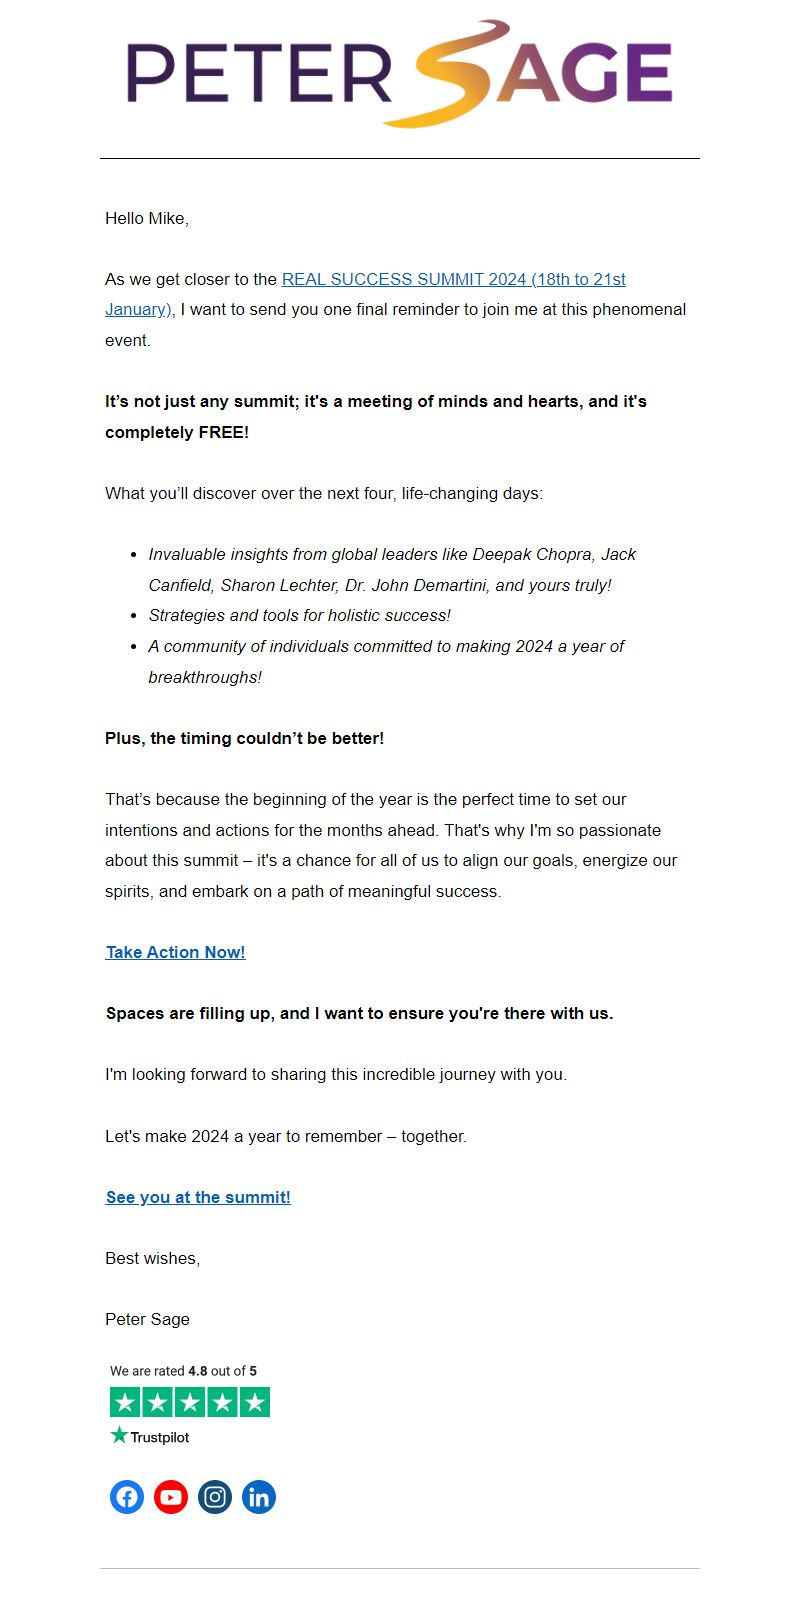 PETER SAGE
Hello Mike,
As we get closer to the REAL SUCCESS SUMMIT 2024 (18th to 21st
January), I want to send you one final reminder to join me at this phenomenal
event.
It’s not just any summit; it's a meeting of minds and hearts, and it's
completely FREE!
What you’ll discover over the next four, life-changing days:
• Invaluable insights from global leaders like Deepak Chopra, Jack
Canfield, Sharon Lechter, Dr. John Demartini, and yours truly!
• Strategies and tools for holistic success!
• A community of individuals committed to making 2024 a year of
breakthroughs!
Plus, the timing couldn’t be better!
That’s because the beginning of the year is the perfect time to set our
intentions and actions for the months ahead. That's why I'm so passionate
about this summit – it's a chance for all of us to align our goals, energize our
spirits, and embark on a path of meaningful success.
Take Action Now!
Spaces are filling up, and I want to ensure you're there with us.
I'm looking forward to sharing this incredible journey with you.
Let's make 2024 a year to remember – together.
See you at the summit!
Best wishes,
Peter Sage
We are rated 4.8 out of 5
Trustpilot